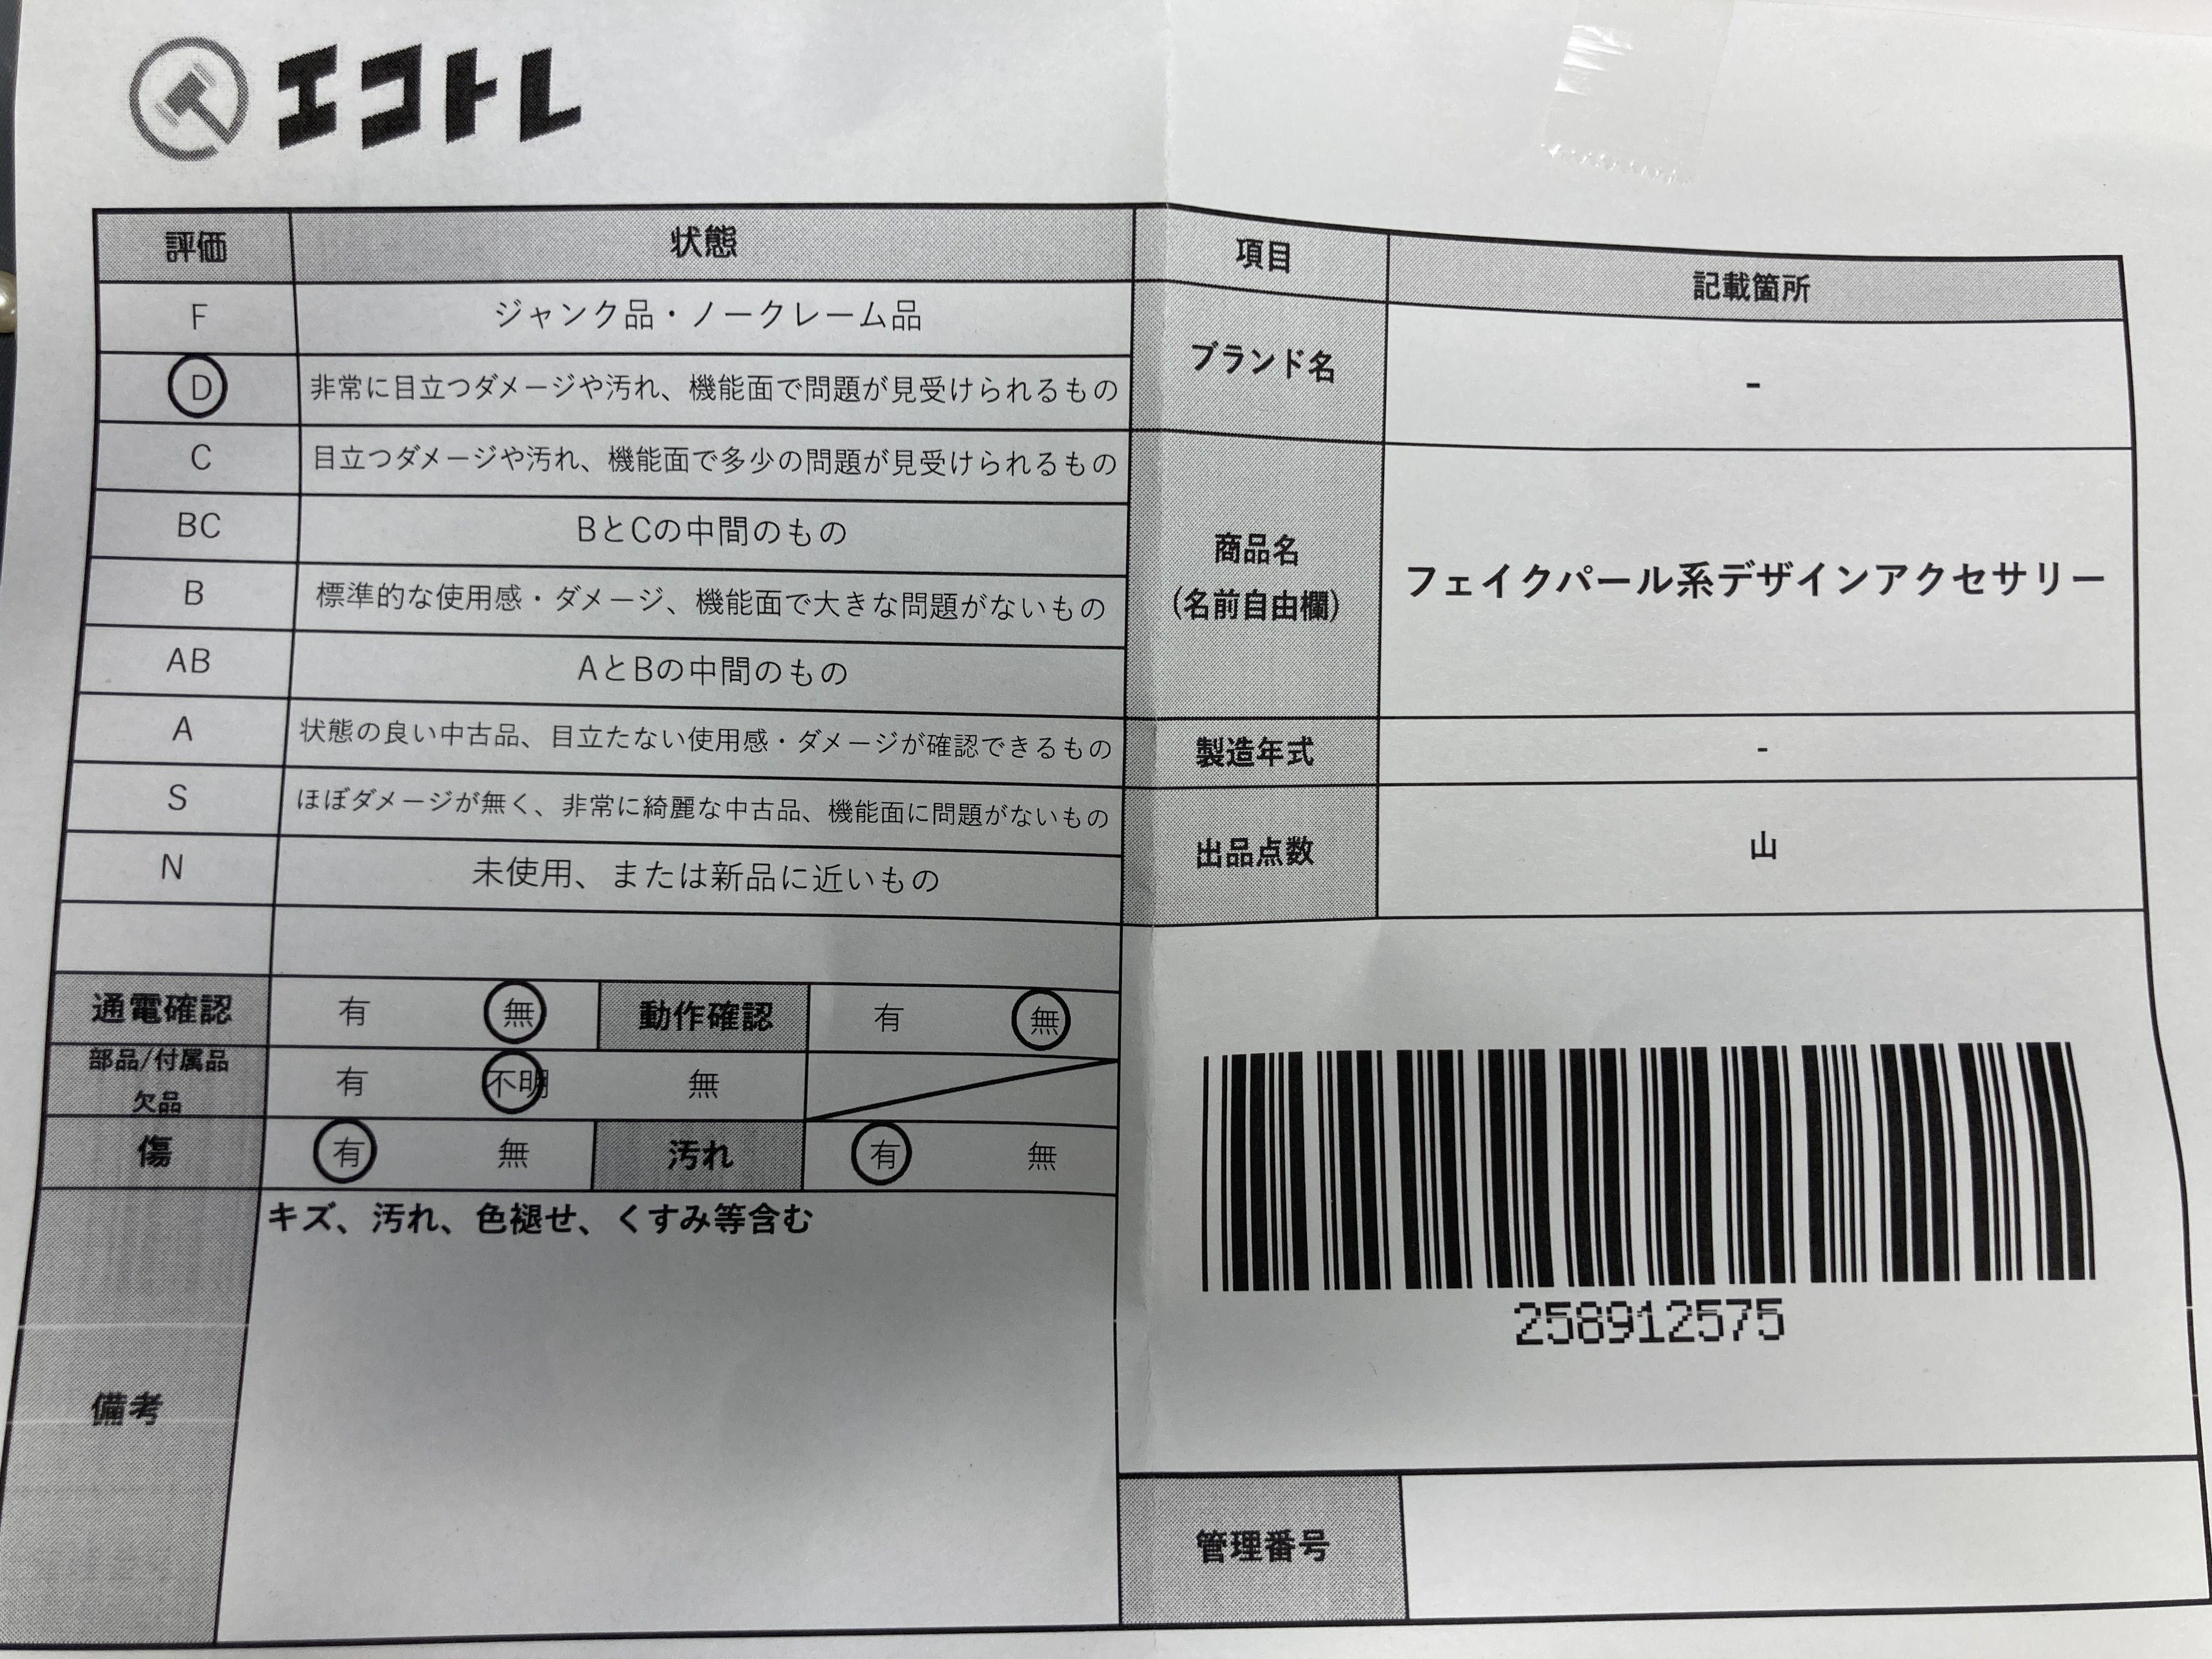 エコトレ
評価 状態
F ジャンク品・ノークレーム品
D 非常に目立つダメージや汚れ、機能面で問題が見受けられるもの
C 目立つダメージや汚れ、機能面で多少の問題が見受けられるもの
BC BとCの中間のもの
B 標準的な使用感・ダメージ、機能面で大きな問題がないもの
AB AとBの中間のもの
A 状態の良い中古品、目立たない使用感・ダメージが確認できるもの
S ほぼダメージが無く、非常に綺麗な中古品、機能面に問題がないもの
N 未使用、または新品に近いもの
通電確認 有 無 動作確認 有 無
部品/付属品
欠品 有 不明 無
傷 有 無 汚れ 有 無
備考 キズ、汚れ、色褪せ、くすみ等含む
項目 記載箇所
ブランド名 -
商品名
(名前自由欄) フェイクパール系デザインアクセサリー
製造年式 -
出品点数 山
258912575
管理番号